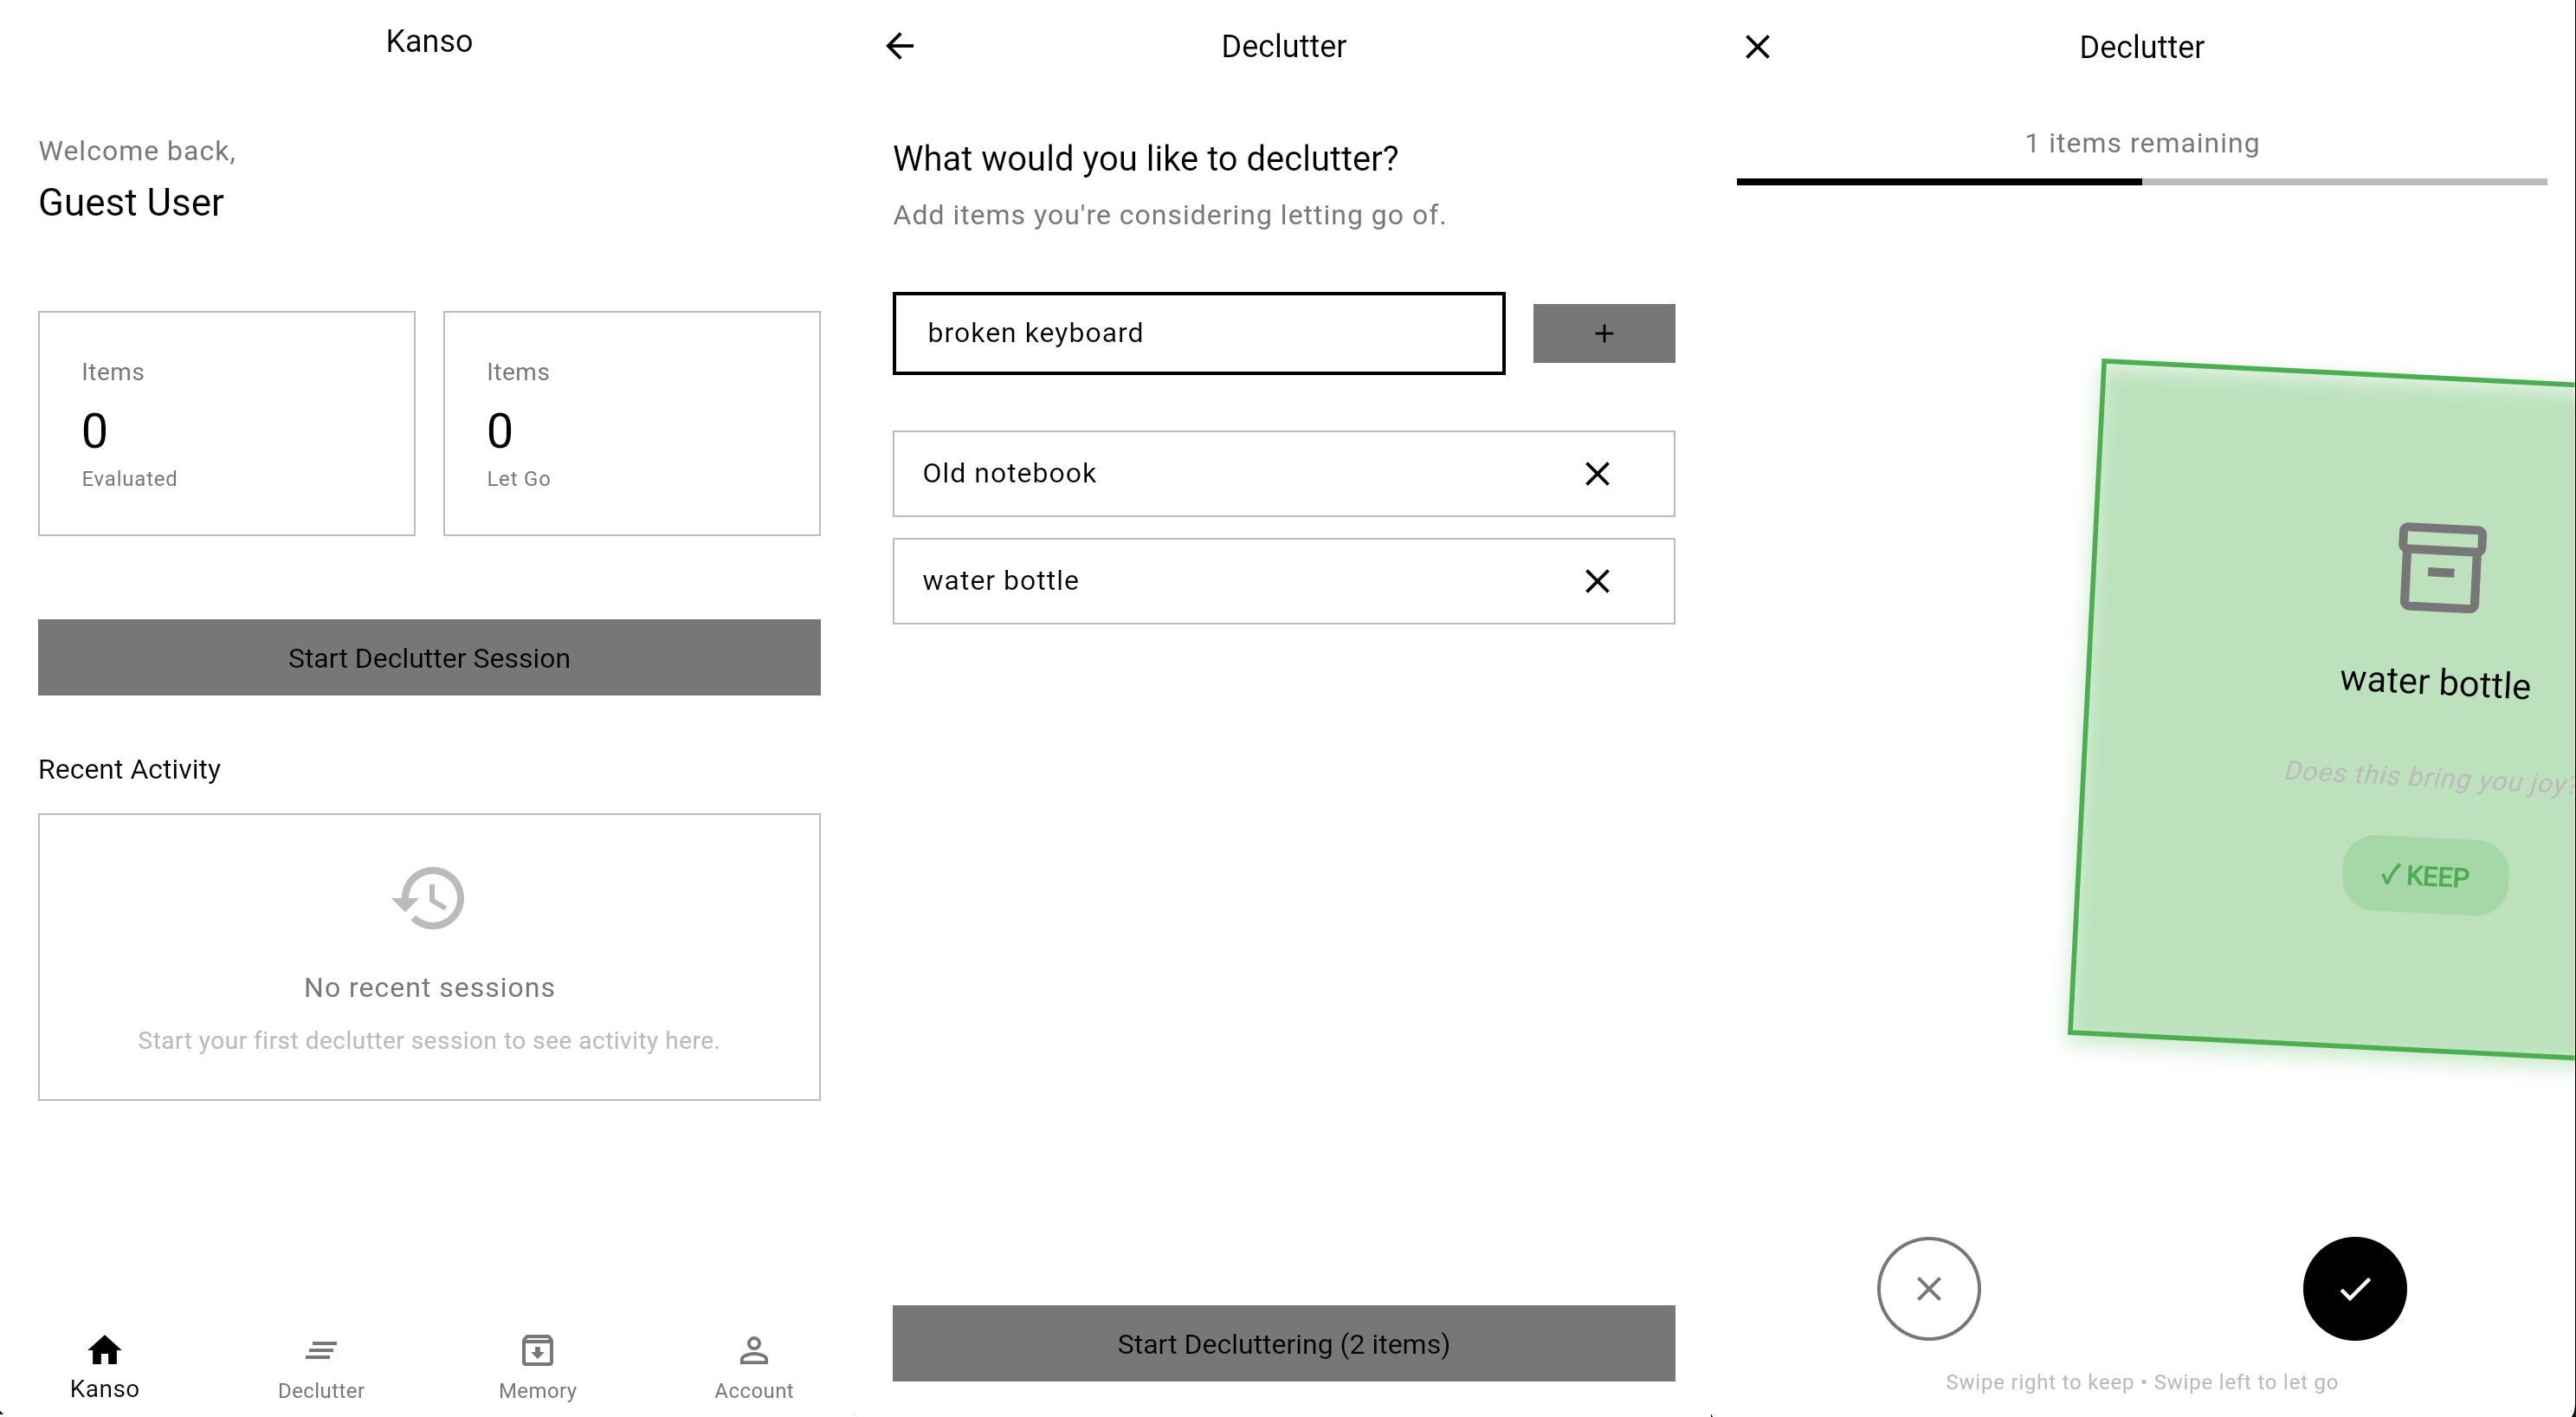 Kanso
Welcome back,
Guest User
Items
0
Evaluated
Items
0
Let Go
Start Declutter Session
Recent Activity
No recent sessions
Start your first declutter session to see activity here.
Kanso
Declutter
Memory
Account
Declutter
What would you like to declutter?
Add items you're considering letting go of.
broken keyboard
+
Old notebook
water bottle
Start Decluttering (2 items)
Declutter
1 items remaining
water bottle
Does this bring you joy?
✓ KEEP
Swipe right to keep • Swipe left to let go